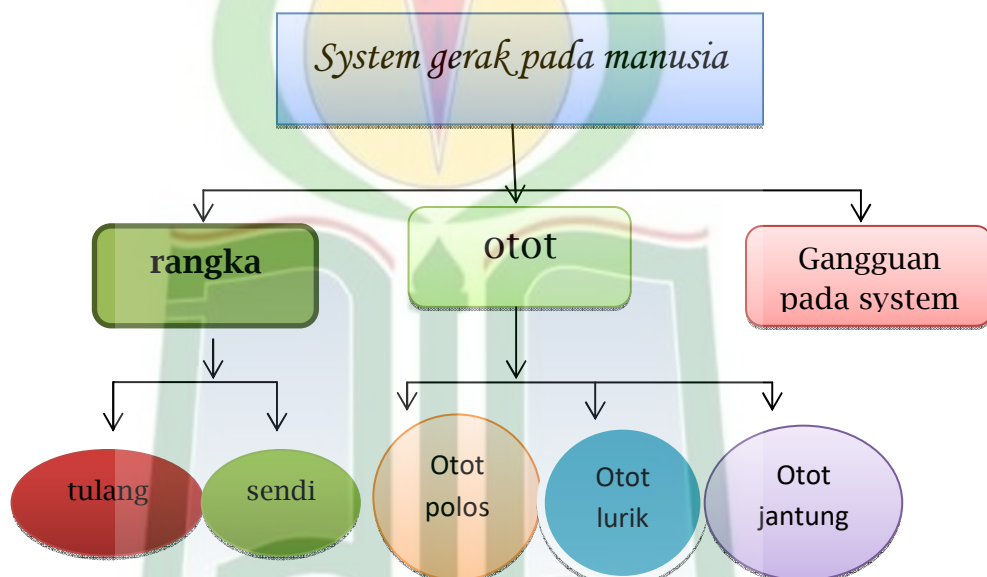 System gerak pada manusia
rangka
otot
Gangguan
pada system
tulang
sendi
Otot
polos
Otot
lurik
Otot
jantung